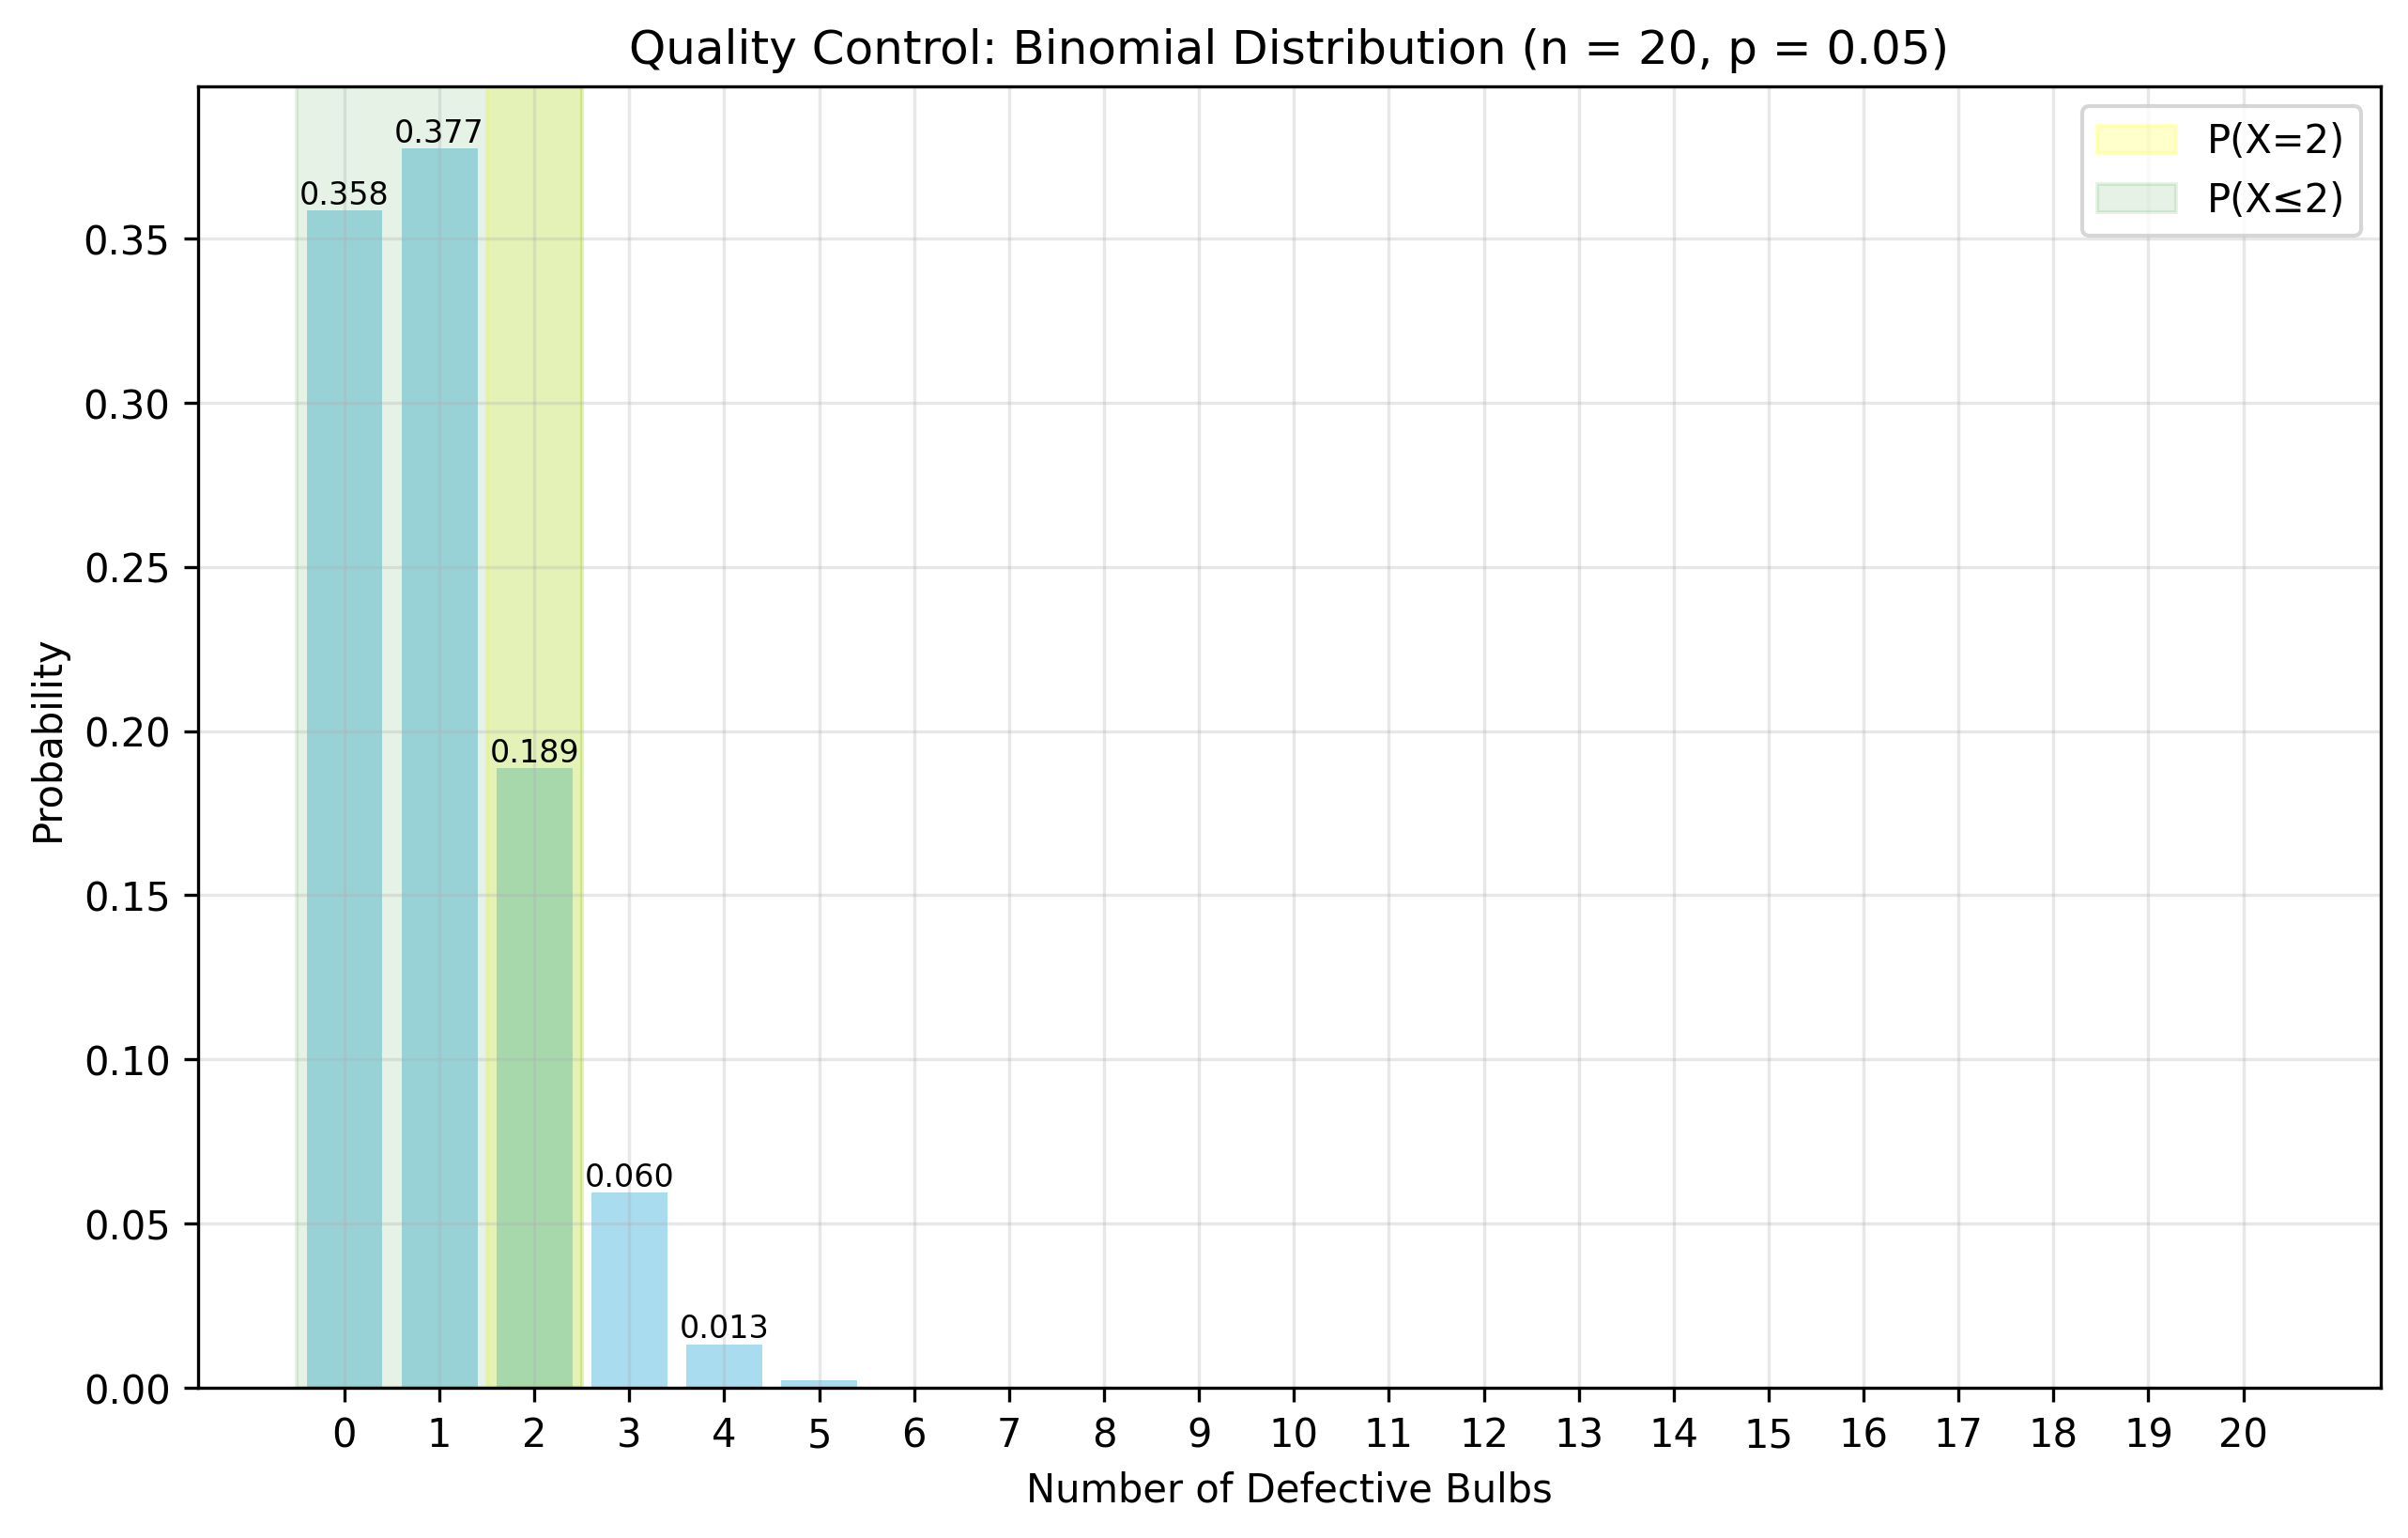 Quality Control: Binomial Distribution (n = 20, p = 0.05)
P(X=2)
P(X≤2)
0.377
0.358
0.189
0.060
0.013
0.35
0.30
0.25
0.20
0.15
0.10
0.05
0.00
Probability
0 1 2 3 4 5 6 7 8 9 10 11 12 13 14 15 16 17 18 19 20
Number of Defective Bulbs